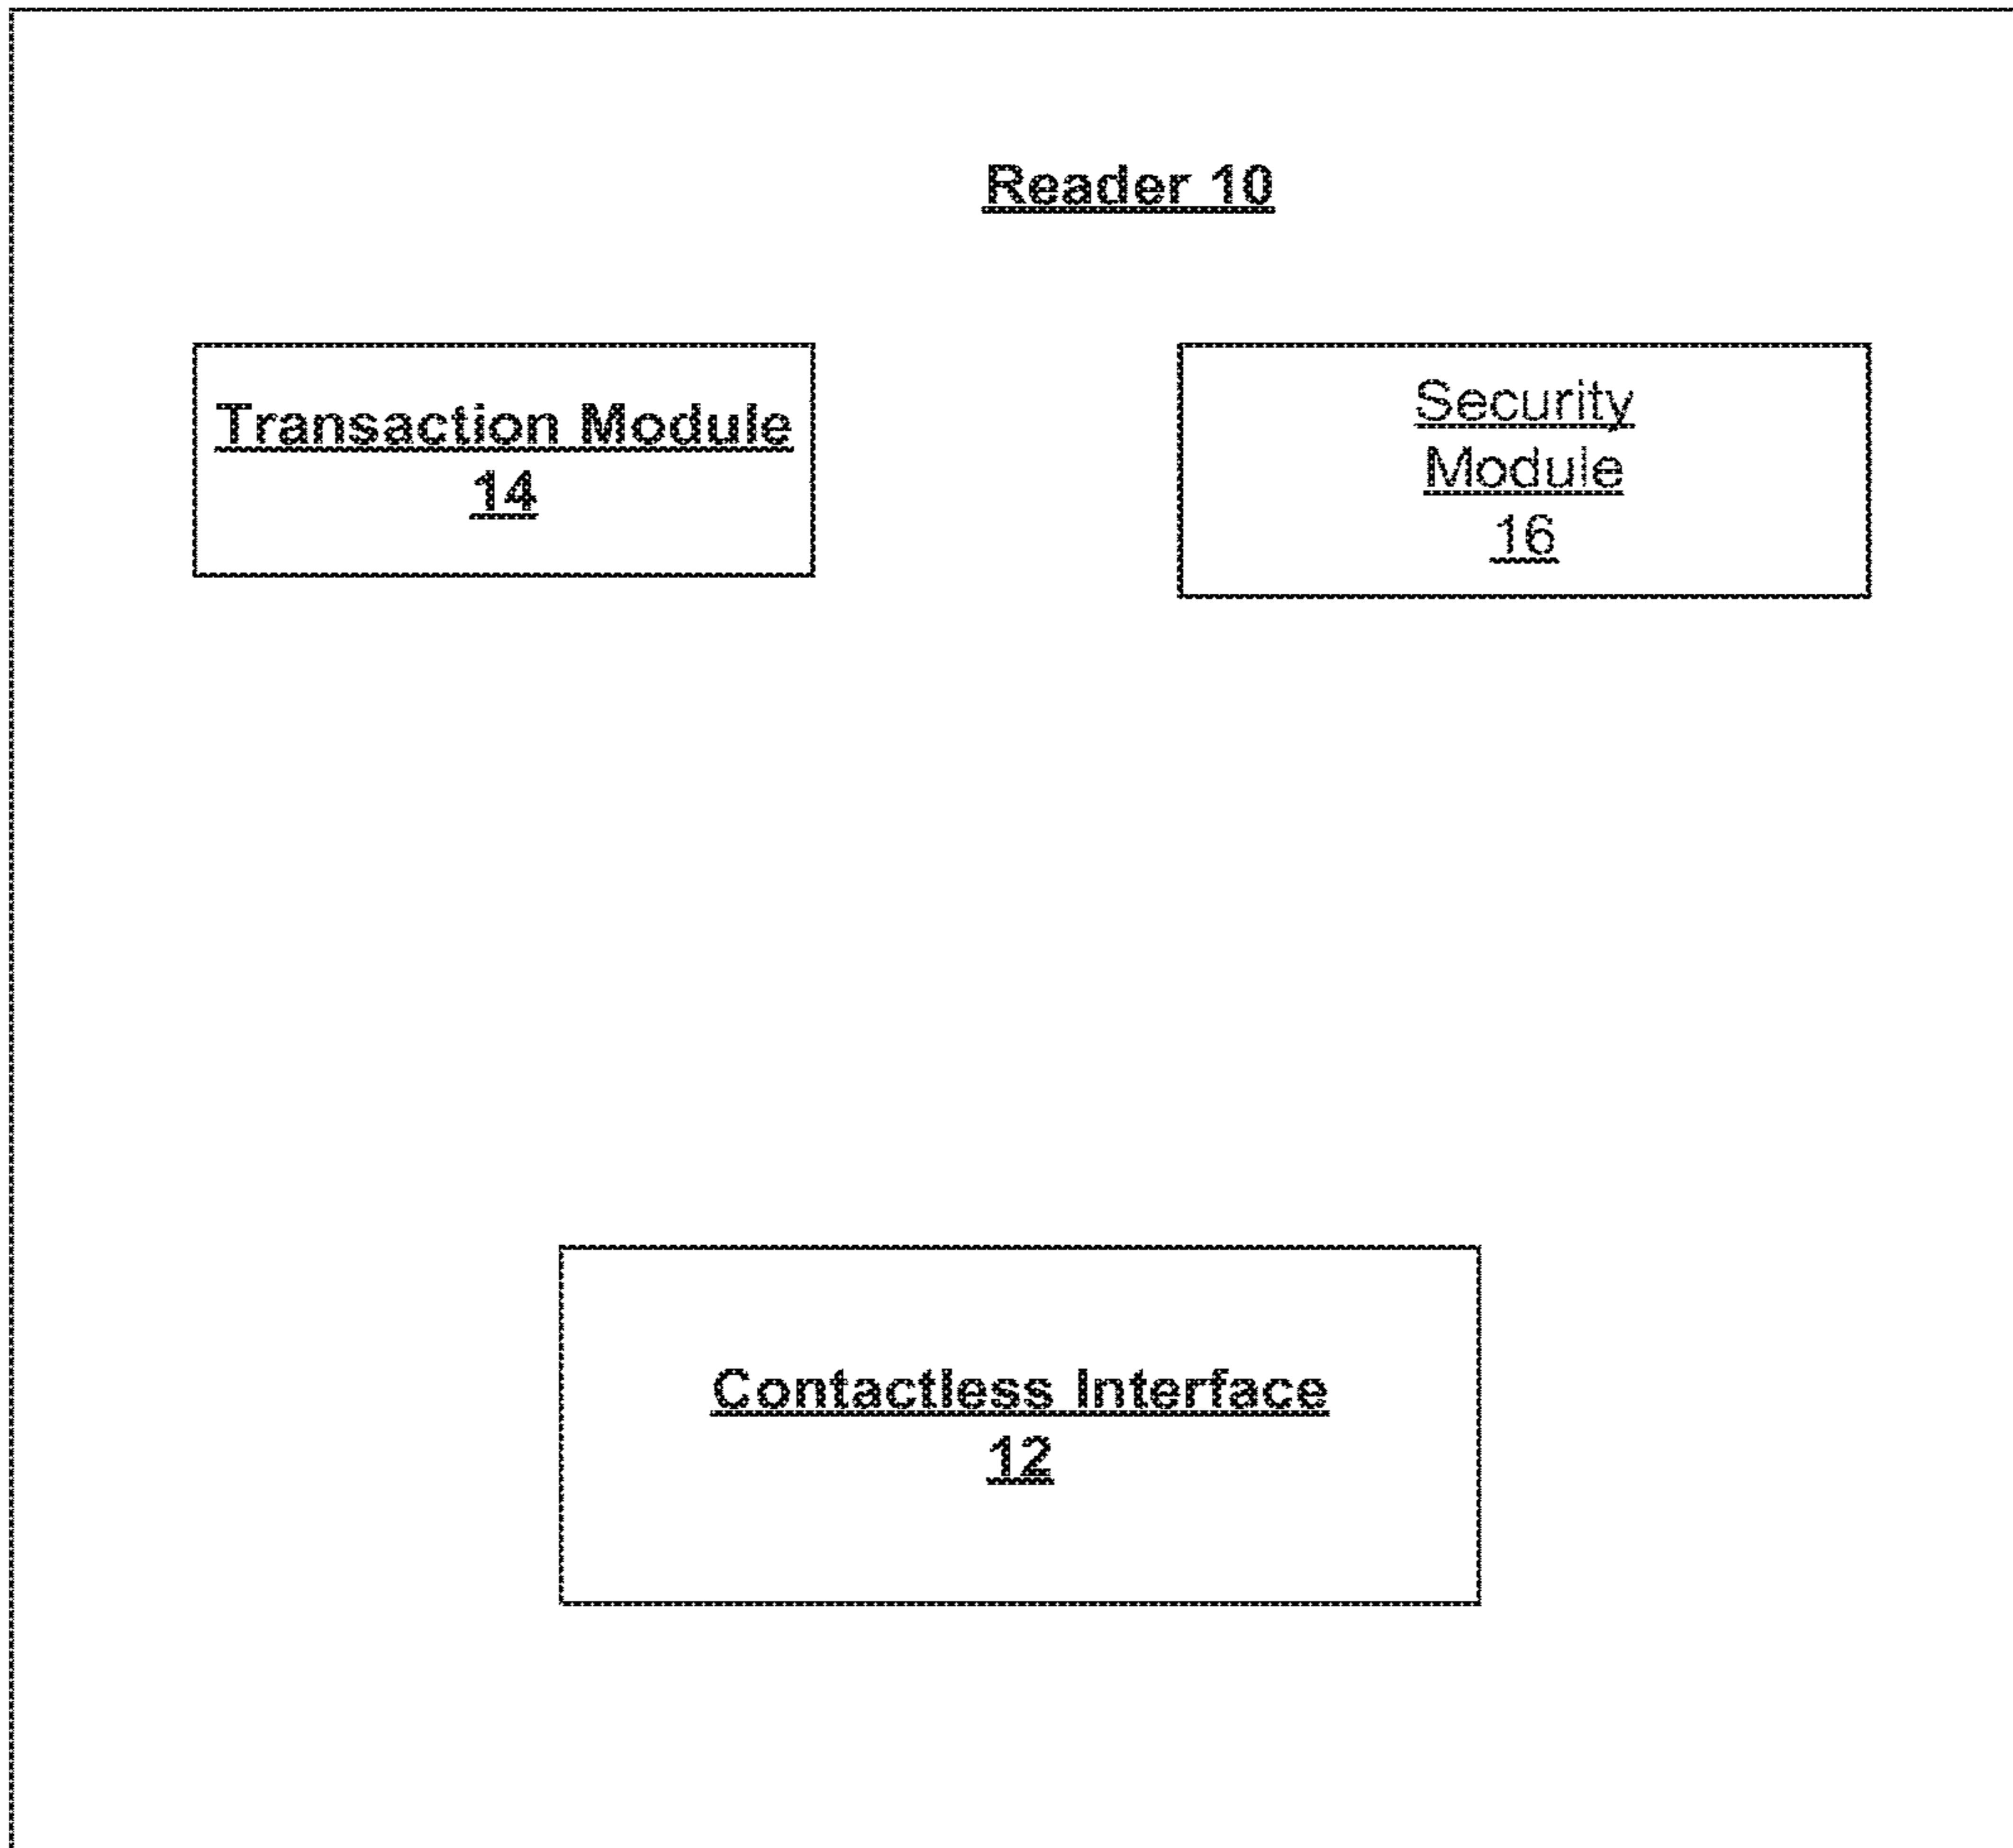 Reader 10
Transaction Module
14
Security
Module
16
Contactless Interface
12